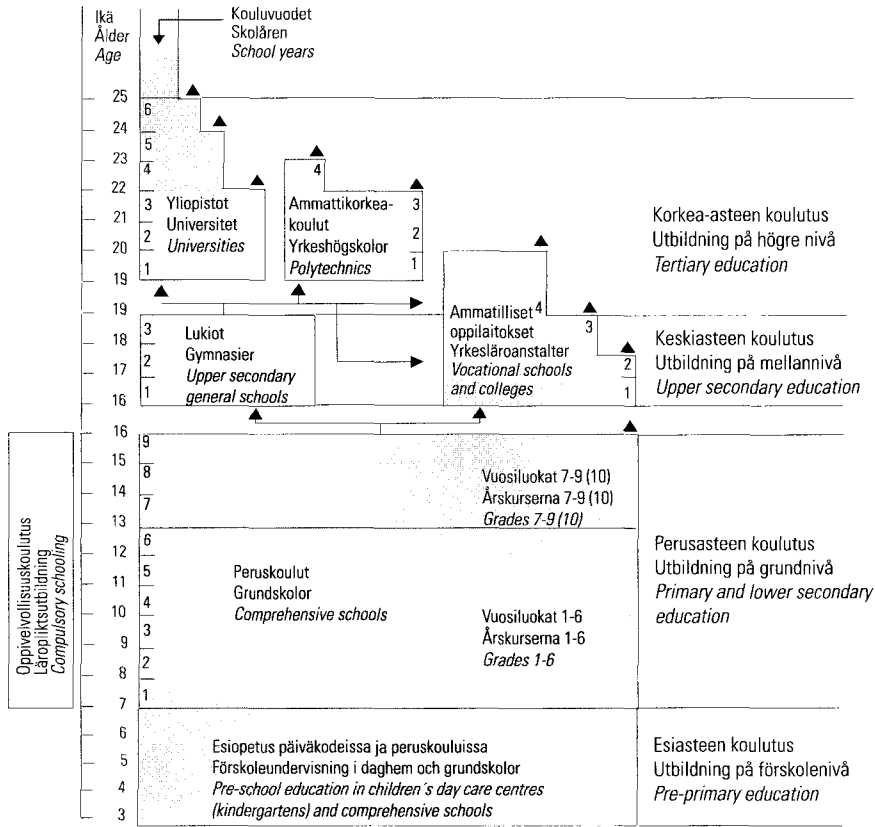 Ikä
Ålder
Age
Kouluvuodet
Skolåren
School years
25
24
23
22
21
20
19
6
5
4
3
2
1
Yliopistot
Universitet
Universities
4
3
2
1
Ammattikorkea-
koulut
Yrkeshögskolor
Polytechnics
Korkea-asteen koulutus
Utbildning på högre nivå
Tertiary education
19
18
17
16
3
2
1
Lukiot
Gymnasier
Upper secondary
general schools
Ammatilliset
oppilaitokset
Yrkesläroanstalter
Vocational schools
and colleges
4
3
2
1
Keskiasteen koulutus
Utbildning på mellannivå
Upper secondary education
Oppivelvollisuuskoulutus
Läropliktsutbildning
Compulsory schooling
16
15
14
13
12
11
10
9
8
7
9
8
7
6
5
4
3
2
1
Vuosiluokat 7-9 (10)
Årskurserna 7-9 (10)
Grades 7-9 (10)
Peruskoulut
Grundskolor
Comprehensive schools
Vuosiluokat 1-6
Årskurserna 1-6
Grades 1-6
Perusasteen koulutus
Utbildning på grundnivå
Primary and lower secondary
education
6
5
4
3
Esiopetus päiväkodeissa ja peruskouluissa
Förskoleundervisning i daghem och grundskolor
Pre-school education in children´s day care centres
(kindergartens) and comprehensive schools
Esiasteen koulutus
Utbildning på förskolenivå
Pre-primary education